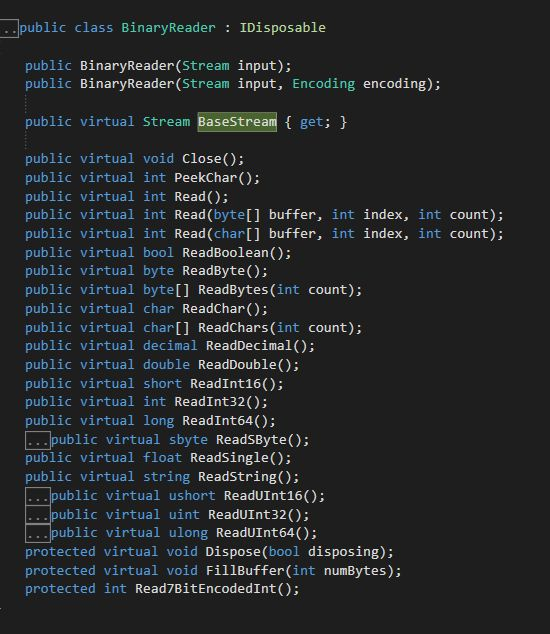 ...public class BinaryReader : IDisposable
public BinaryReader(Stream input);
public BinaryReader(Stream input, Encoding encoding);
public virtual Stream BaseStream { get; }
public virtual void Close();
public virtual int PeekChar();
public virtual int Read();
public virtual int Read(byte[] buffer, int index, int count);
public virtual int Read(char[] buffer, int index, int count);
public virtual bool ReadBoolean();
public virtual byte ReadByte();
public virtual byte[] ReadBytes(int count);
public virtual char ReadChar();
public virtual char[] ReadChars(int count);
public virtual decimal ReadDecimal();
public virtual double ReadDouble();
public virtual short ReadInt16();
public virtual int ReadInt32();
public virtual long ReadInt64();
...public virtual sbyte ReadSByte();
public virtual float ReadSingle();
public virtual string ReadString();
...public virtual ushort ReadUInt16();
...public virtual uint ReadUInt32();
...public virtual ulong ReadUInt64();
protected virtual void Dispose(bool disposing);
protected virtual void FillBuffer(int numBytes);
protected int Read7BitEncodedInt();